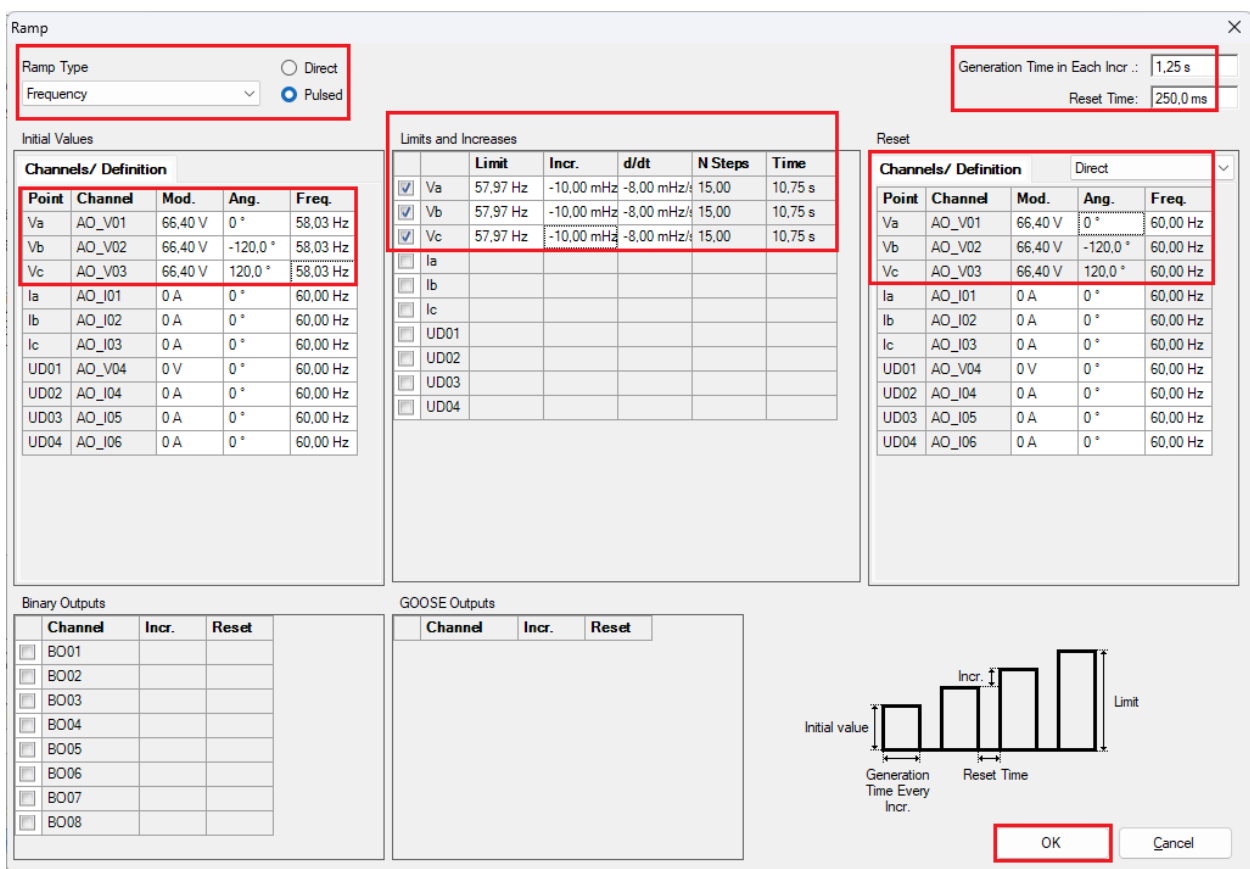 Ramp
Ramp Type
Direct
Frequency
Pulsed
Generation Time in Each Incr .: 1,25 s
Reset Time: 250,0 ms
Initial Values
Channels/ Definition
Point Channel Mod. Ang. Freq.
Va AO_V01 66,40 V 0 ° 58,03 Hz
Vb AO_V02 66,40 V -120,0 ° 58,03 Hz
Vc AO_V03 66,40 V 120,0 ° 58,03 Hz
Ia AO_I01 0 A 0 ° 60,00 Hz
Ib AO_I02 0 A 0 ° 60,00 Hz
Ic AO_I03 0 A 0 ° 60,00 Hz
UD01 AO_V04 0 V 0 ° 60,00 Hz
UD02 AO_I04 0 A 0 ° 60,00 Hz
UD03 AO_I05 0 A 0 ° 60,00 Hz
UD04 AO_I06 0 A 0 ° 60,00 Hz
Limits and Increases
Limit Incr. d/dt N Steps Time
Va 57,97 Hz -10,00 mHz -8,00 mHz/ 15,00 10,75 s
Vb 57,97 Hz -10,00 mHz -8,00 mHz/ 15,00 10,75 s
Vc 57,97 Hz -10,00 mHz -8,00 mHz/ 15,00 10,75 s
Ia
Ib
Ic
UD01
UD02
UD03
UD04
Reset
Channels/ Definition Direct
Point Channel Mod. Ang. Freq.
Va AO_V01 66,40 V 0 ° 60,00 Hz
Vb AO_V02 66,40 V -120,0 ° 60,00 Hz
Vc AO_V03 66,40 V 120,0 ° 60,00 Hz
Ia AO_I01 0 A 0 ° 60,00 Hz
Ib AO_I02 0 A 0 ° 60,00 Hz
Ic AO_I03 0 A 0 ° 60,00 Hz
UD01 AO_V04 0 V 0 ° 60,00 Hz
UD02 AO_I04 0 A 0 ° 60,00 Hz
UD03 AO_I05 0 A 0 ° 60,00 Hz
UD04 AO_I06 0 A 0 ° 60,00 Hz
Binary Outputs
Channel Incr. Reset
BO01
BO02
BO03
BO04
BO05
BO06
BO07
BO08
GOOSE Outputs
Channel Incr. Reset
Incr.
Limit
Initial value
Generation
Time Every
Incr.
Reset Time
OK
Cancel